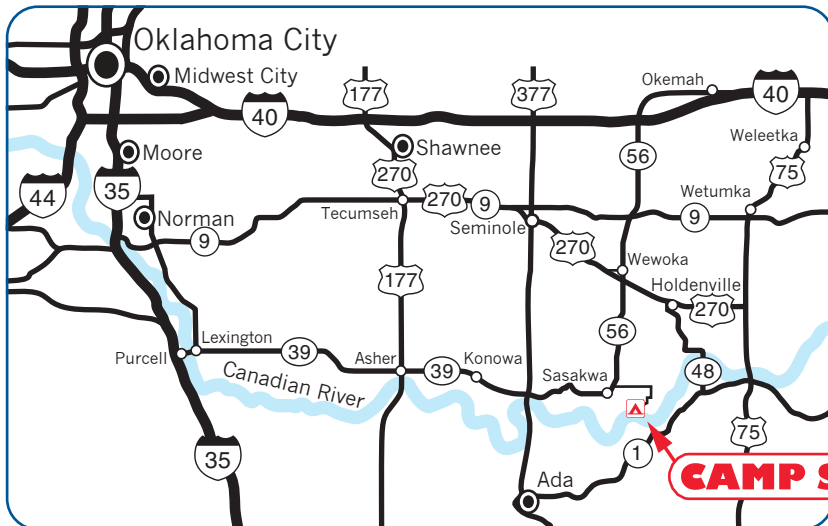 Oklahoma City
Midwest City
177
377
Okemah
40
40
Moore
Shawnee
56
Weleetka
44
35
270
75
Norman
Tecumseh
270
9
Wetumka
9
Seminole
9
270
Wewoka
177
Holdenville
270
56
Lexington
Purcell
39
Asher
39
Konowa
48
Canadian River
Sasakwa
75
35
1
CAMP S
Ada